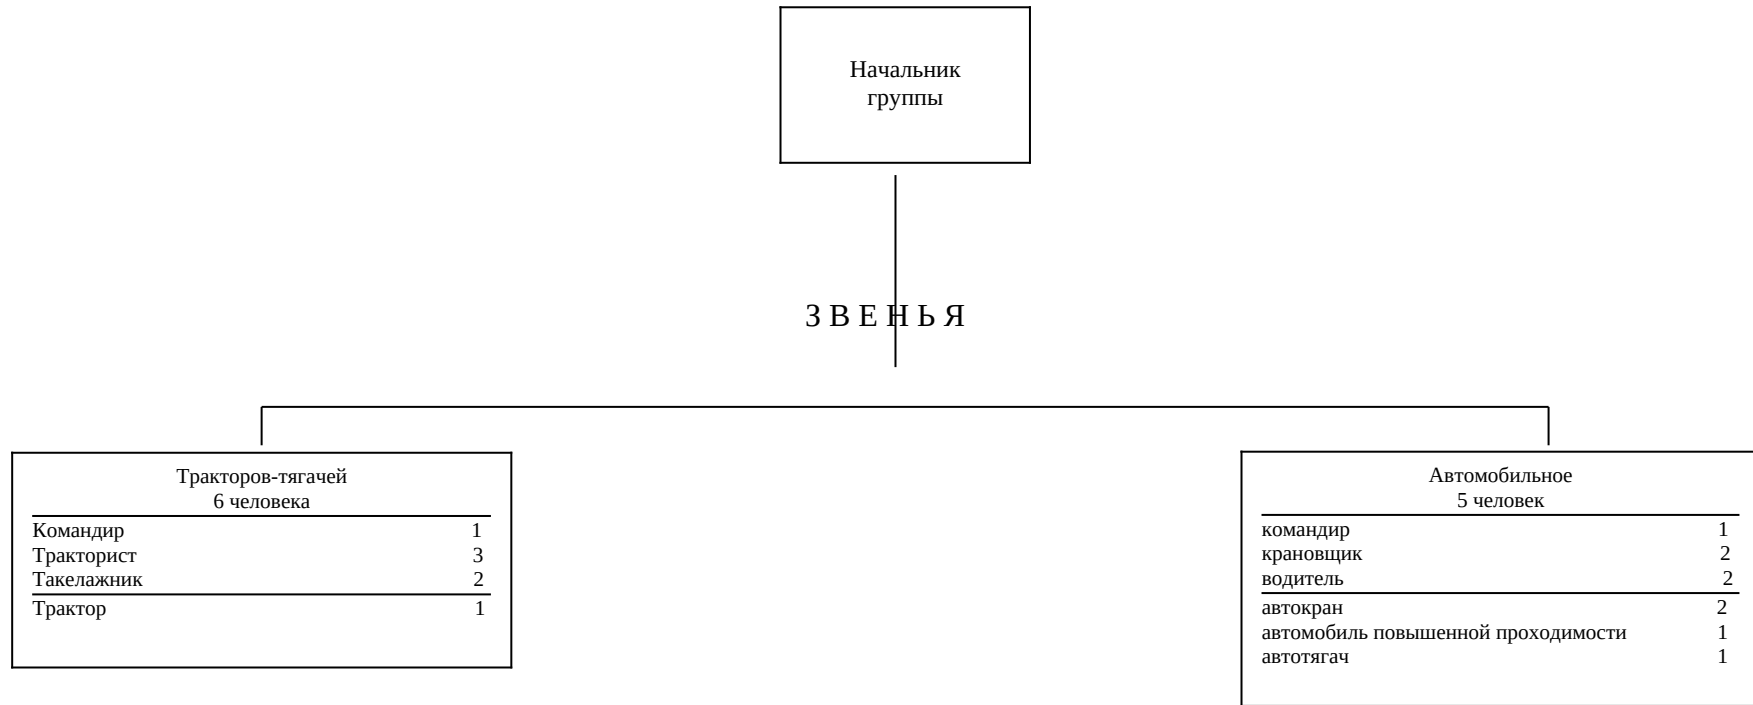 Начальник
группы
З В Е Н Ь Я
Тракторов-тягачей
6 человека
Командир 1
Тракторист 3
Такелажник 2
Трактор 1
Автомобильное
5 человек
командир 1
крановщик 2
водитель 2
автокран 2
автомобиль повышенной проходимости 1
автотягач 1